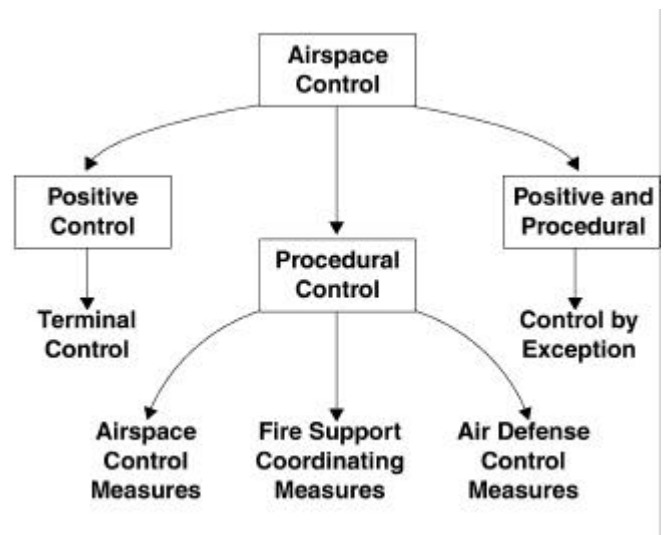 Airspace
Control
Positive
Control
Positive and
Procedural
Procedural
Control
Terminal
Control
Control by
Exception
Airspace
Control
Measures
Fire Support
Coordinating
Measures
Air Defense
Control
Measures